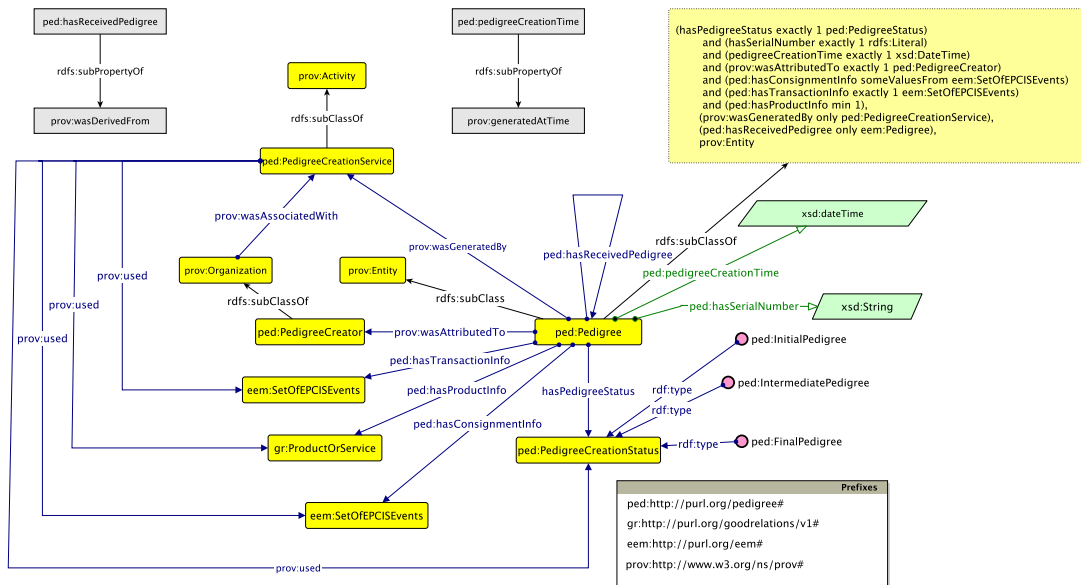 ped:hasReceivedPedigree
ped:pedigreeCreationTime
(hasPedigreeStatus exactly 1 ped:PedigreeStatus)
and (hasSerialNumber exactly 1 rdfs:Literal)
and (pedigreeCreationTime exactly 1 xsd:DateTime)
and (prov:wasAttributedTo exactly 1 ped:PedigreeCreator)
and (ped:hasConsignmentInfo someValuesFrom eem:SetOfEPCISEvents)
and (ped:hasTransactionInfo exactly 1 eem:SetOfEPCISEvents)
and (ped:hasProductInfo min 1),
(prov:wasGeneratedBy only ped:PedigreeCreationService),
(ped:hasReceivedPedigree only eem:Pedigree),
prov:Entity
rdfs:subPropertyOf
rdfs:subPropertyOf
prov:Activity
prov:wasDerivedFrom
prov:generatedAtTime
rdfs:subClassOf
ped:PedigreeCreationService
prov:wasAssociatedWith
xsd:dateTime
prov:wasGeneratedBy
rdfs:subClassOf
ped:hasReceivedPedigree
prov:used
prov:Organization
prov:Entity
ped:pedigreeCreationTime
prov:used
rdfs:subClassOf
rdfs:subClass
ped:hasSerialNumber
xsd:String
prov:used
ped:PedigreeCreator
prov:wasAttributedTo
ped:Pedigree
ped:InitialPedigree
ped:hasTransactionInfo
eem:SetOfEPCISEvents
ped:hasProductInfo
hasPedigreeStatus
rdf:type
ped:IntermediatePedigree
rdf:type
ped:hasConsignmentInfo
gr:ProductOrService
ped:PedigreeCreationStatus
rdf:type
ped:FinalPedigree
eem:SetOfEPCISEvents
Prefixes
ped:http://purl.org/pedigree#
gr:http://purl.org/goodrelations/v1#
eem:http://purl.org/eem#
prov:http://www.w3.org/ns/prov#
prov:used